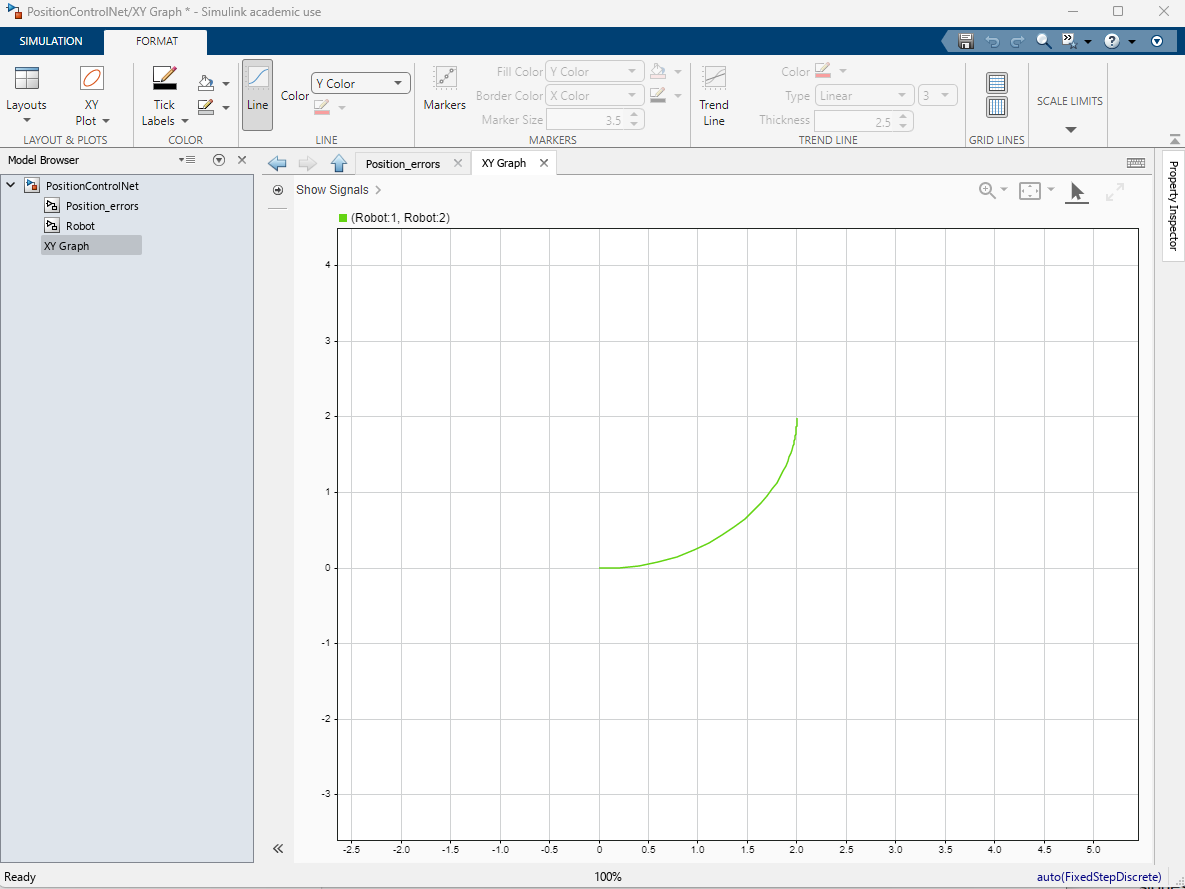 PositionControlNet/XY Graph * - Simulink academic use
SIMULATION
FORMAT
Layouts
XY Plot
Tick Labels
Line
Color
Y Color
Markers
Fill Color
Y Color
Border Color
X Color
Marker Size
3.5
Trend Line
Color
Type
Linear
3
Thickness
2.5
SCALE LIMITS
LAYOUT & PLOTS
COLOR
LINE
MARKERS
TREND LINE
GRID LINES
Model Browser
Position_errors
XY Graph
PositionControlNet
Position_errors
Robot
XY Graph
Show Signals
Property Inspector
(Robot:1, Robot:2)
4
3
2
1
0
-1
-2
-3
-2.5
-2.0
-1.5
-1.0
-0.5
0
0.5
1.0
1.5
2.0
2.5
3.0
3.5
4.0
4.5
5.0
Ready
100%
auto(FixedStepDiscrete)